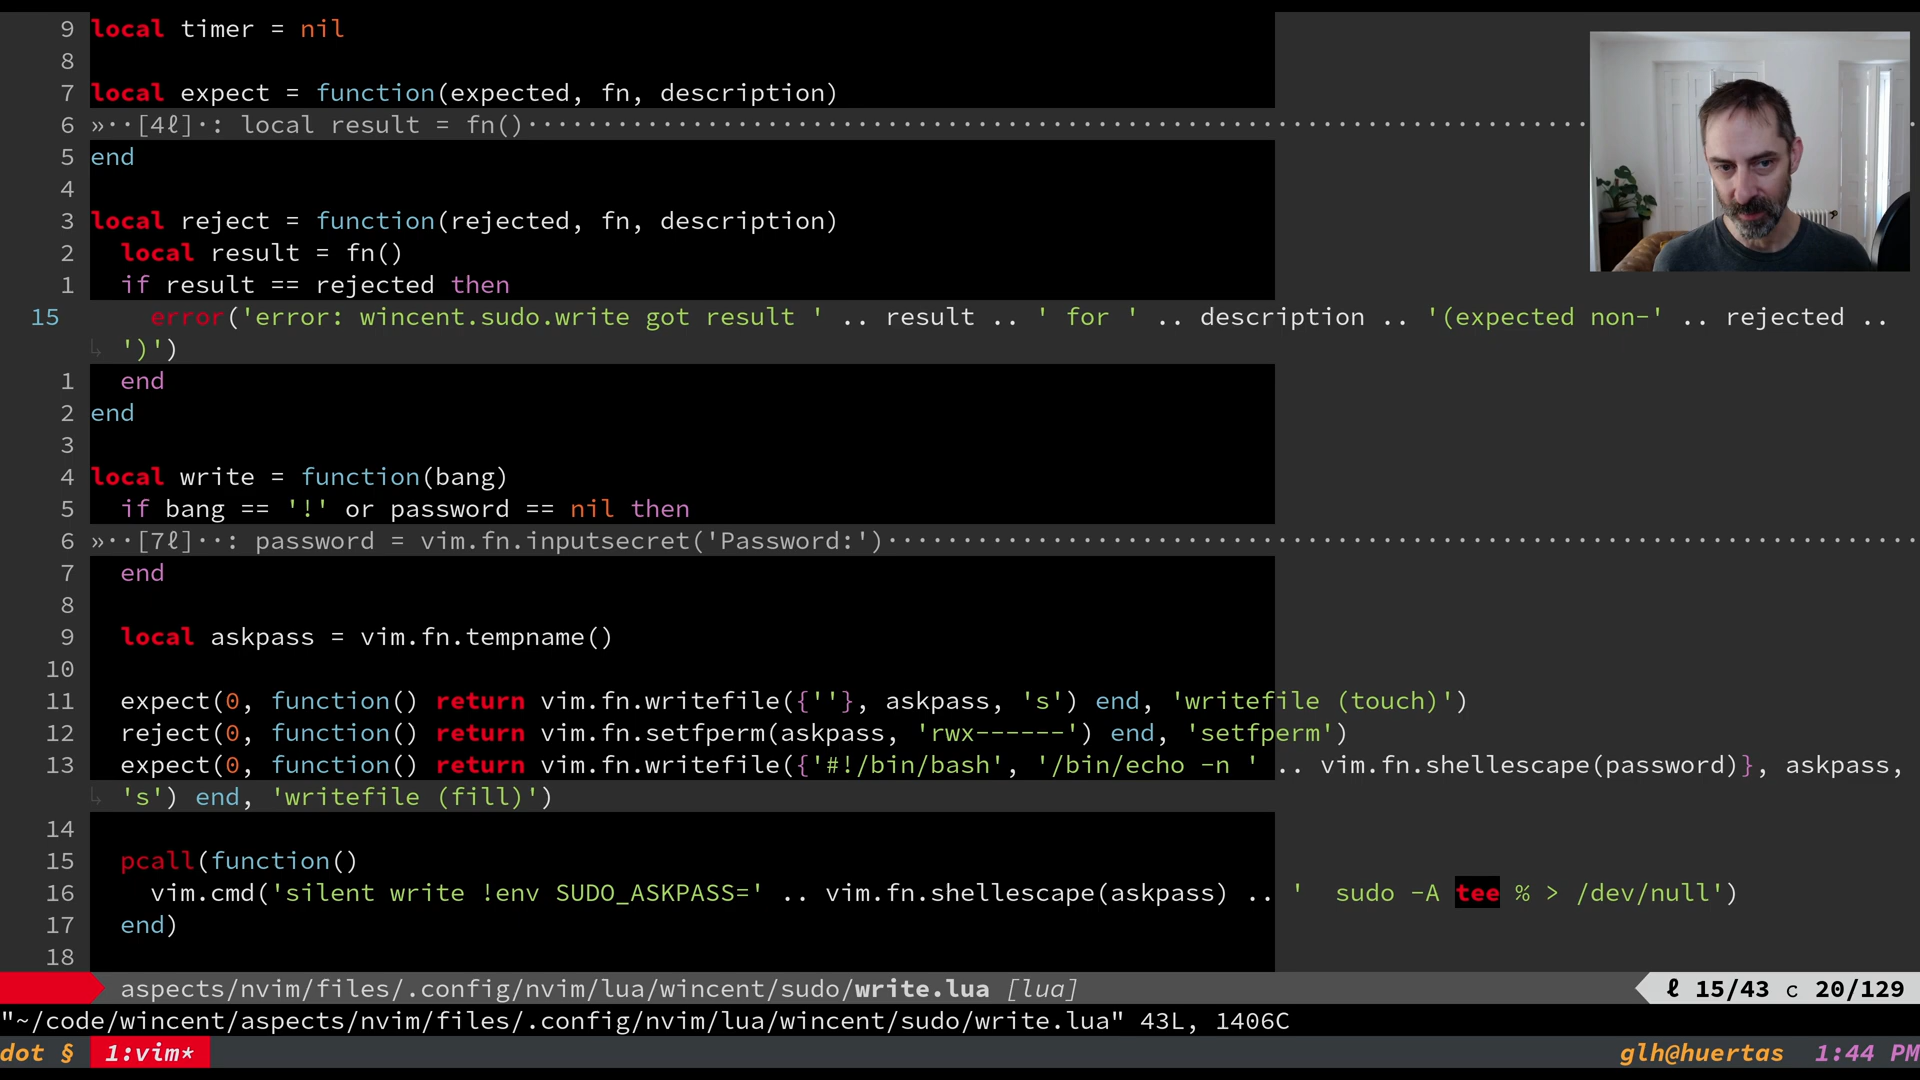 9 local timer = nil
8
7 local expect = function(expected, fn, description)
6 »··[4ℓ]·: local result = fn()·······································································
5 end
4
3 local reject = function(rejected, fn, description)
2   local result = fn()
1   if result == rejected then
15     error('error: wincent.sudo.write got result ' .. result .. ' for ' .. description .. '(expected non-' .. rejected ..
↳ ')')
1   end
2 end
3
4 local write = function(bang)
5   if bang == '!' or password == nil then
6 »··[7ℓ]··: password = vim.fn.inputsecret('Password:')·····································································
7   end
8
9   local askpass = vim.fn.tempname()
10
11   expect(0, function() return vim.fn.writefile({''}, askpass, 's') end, 'writefile (touch)')
12   reject(0, function() return vim.fn.setfperm(askpass, 'rwx------') end, 'setfperm')
13   expect(0, function() return vim.fn.writefile({'#!/bin/bash', '/bin/echo -n ' .. vim.fn.shellescape(password)}, askpass,
↳ 's') end, 'writefile (fill)')
14
15   pcall(function()
16     vim.cmd('silent write !env SUDO_ASKPASS=' .. vim.fn.shellescape(askpass) .. '  sudo -A tee % > /dev/null')
17   end)
18
aspects/nvim/files/.config/nvim/lua/wincent/sudo/write.lua [lua] ℓ 15/43 c 20/129
"~/code/wincent/aspects/nvim/files/.config/nvim/lua/wincent/sudo/write.lua" 43L, 1406C
dot § 1:vim* glh@huertas 1:44 PM